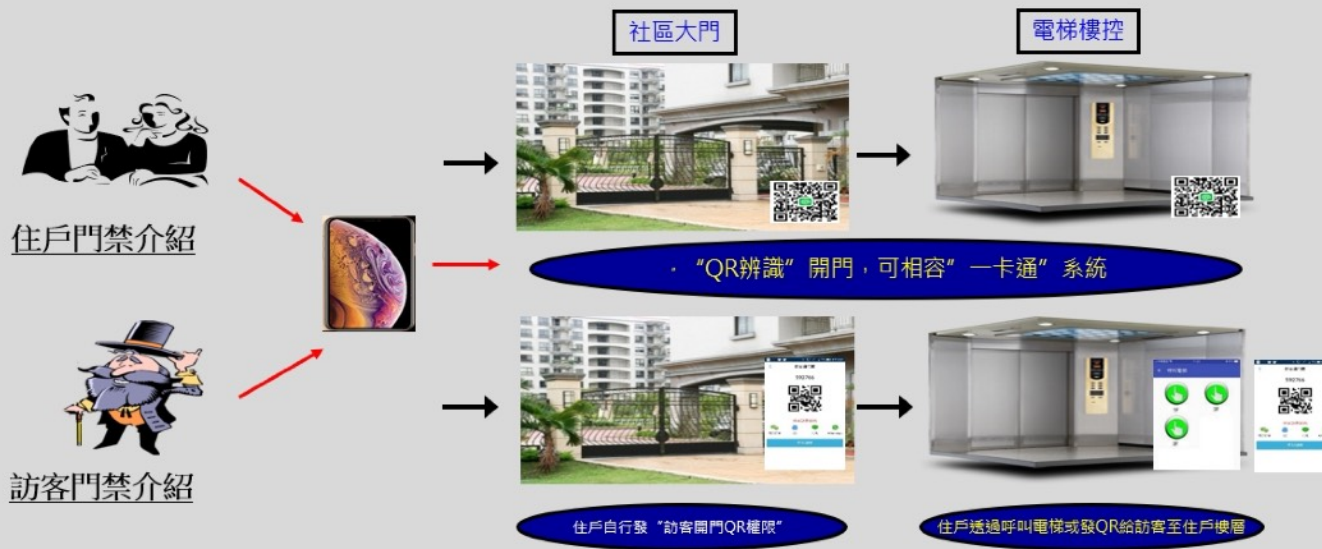 社區大門
電梯樓控
住戶門禁介紹
“QR辨識” 開門，可相容” 一卡通” 系統
訪客門禁介紹
住戶自行發 “訪客開門QR權限”
住戶透過呼叫電梯或發QR給訪客至住戶樓層